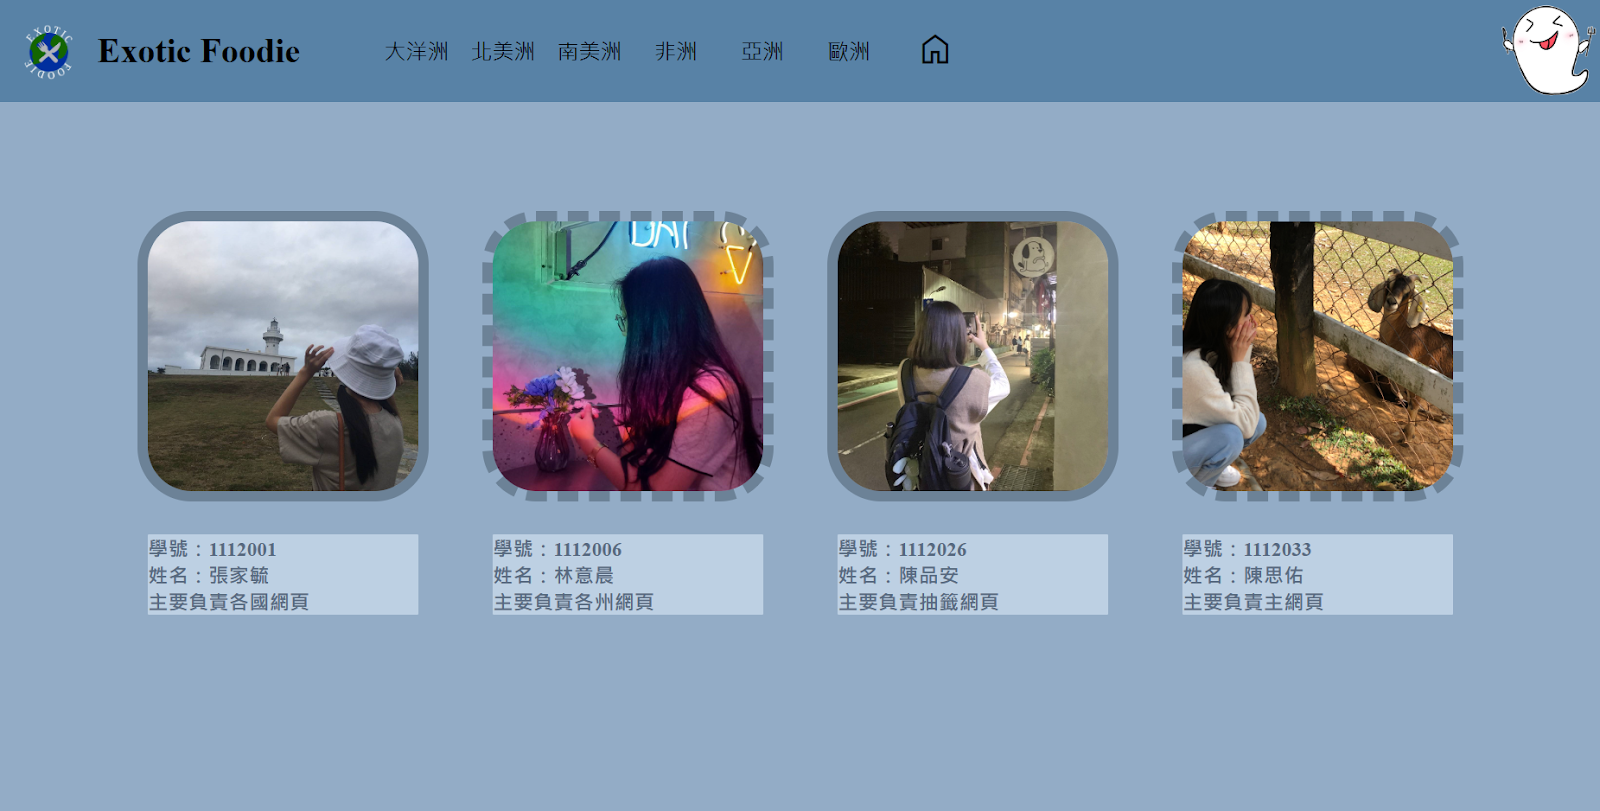 EXOTIC
FOODIE
Exotic Foodie
大洋洲 北美洲 南美洲 非洲 亞洲 歐洲
學號：1112001
姓名：張家毓
主要負責各國網頁
學號：1112006
姓名：林意晨
主要負責各州網頁
學號：1112026
姓名：陳品安
主要負責抽籤網頁
學號：1112033
姓名：陳思佑
主要負責主網頁